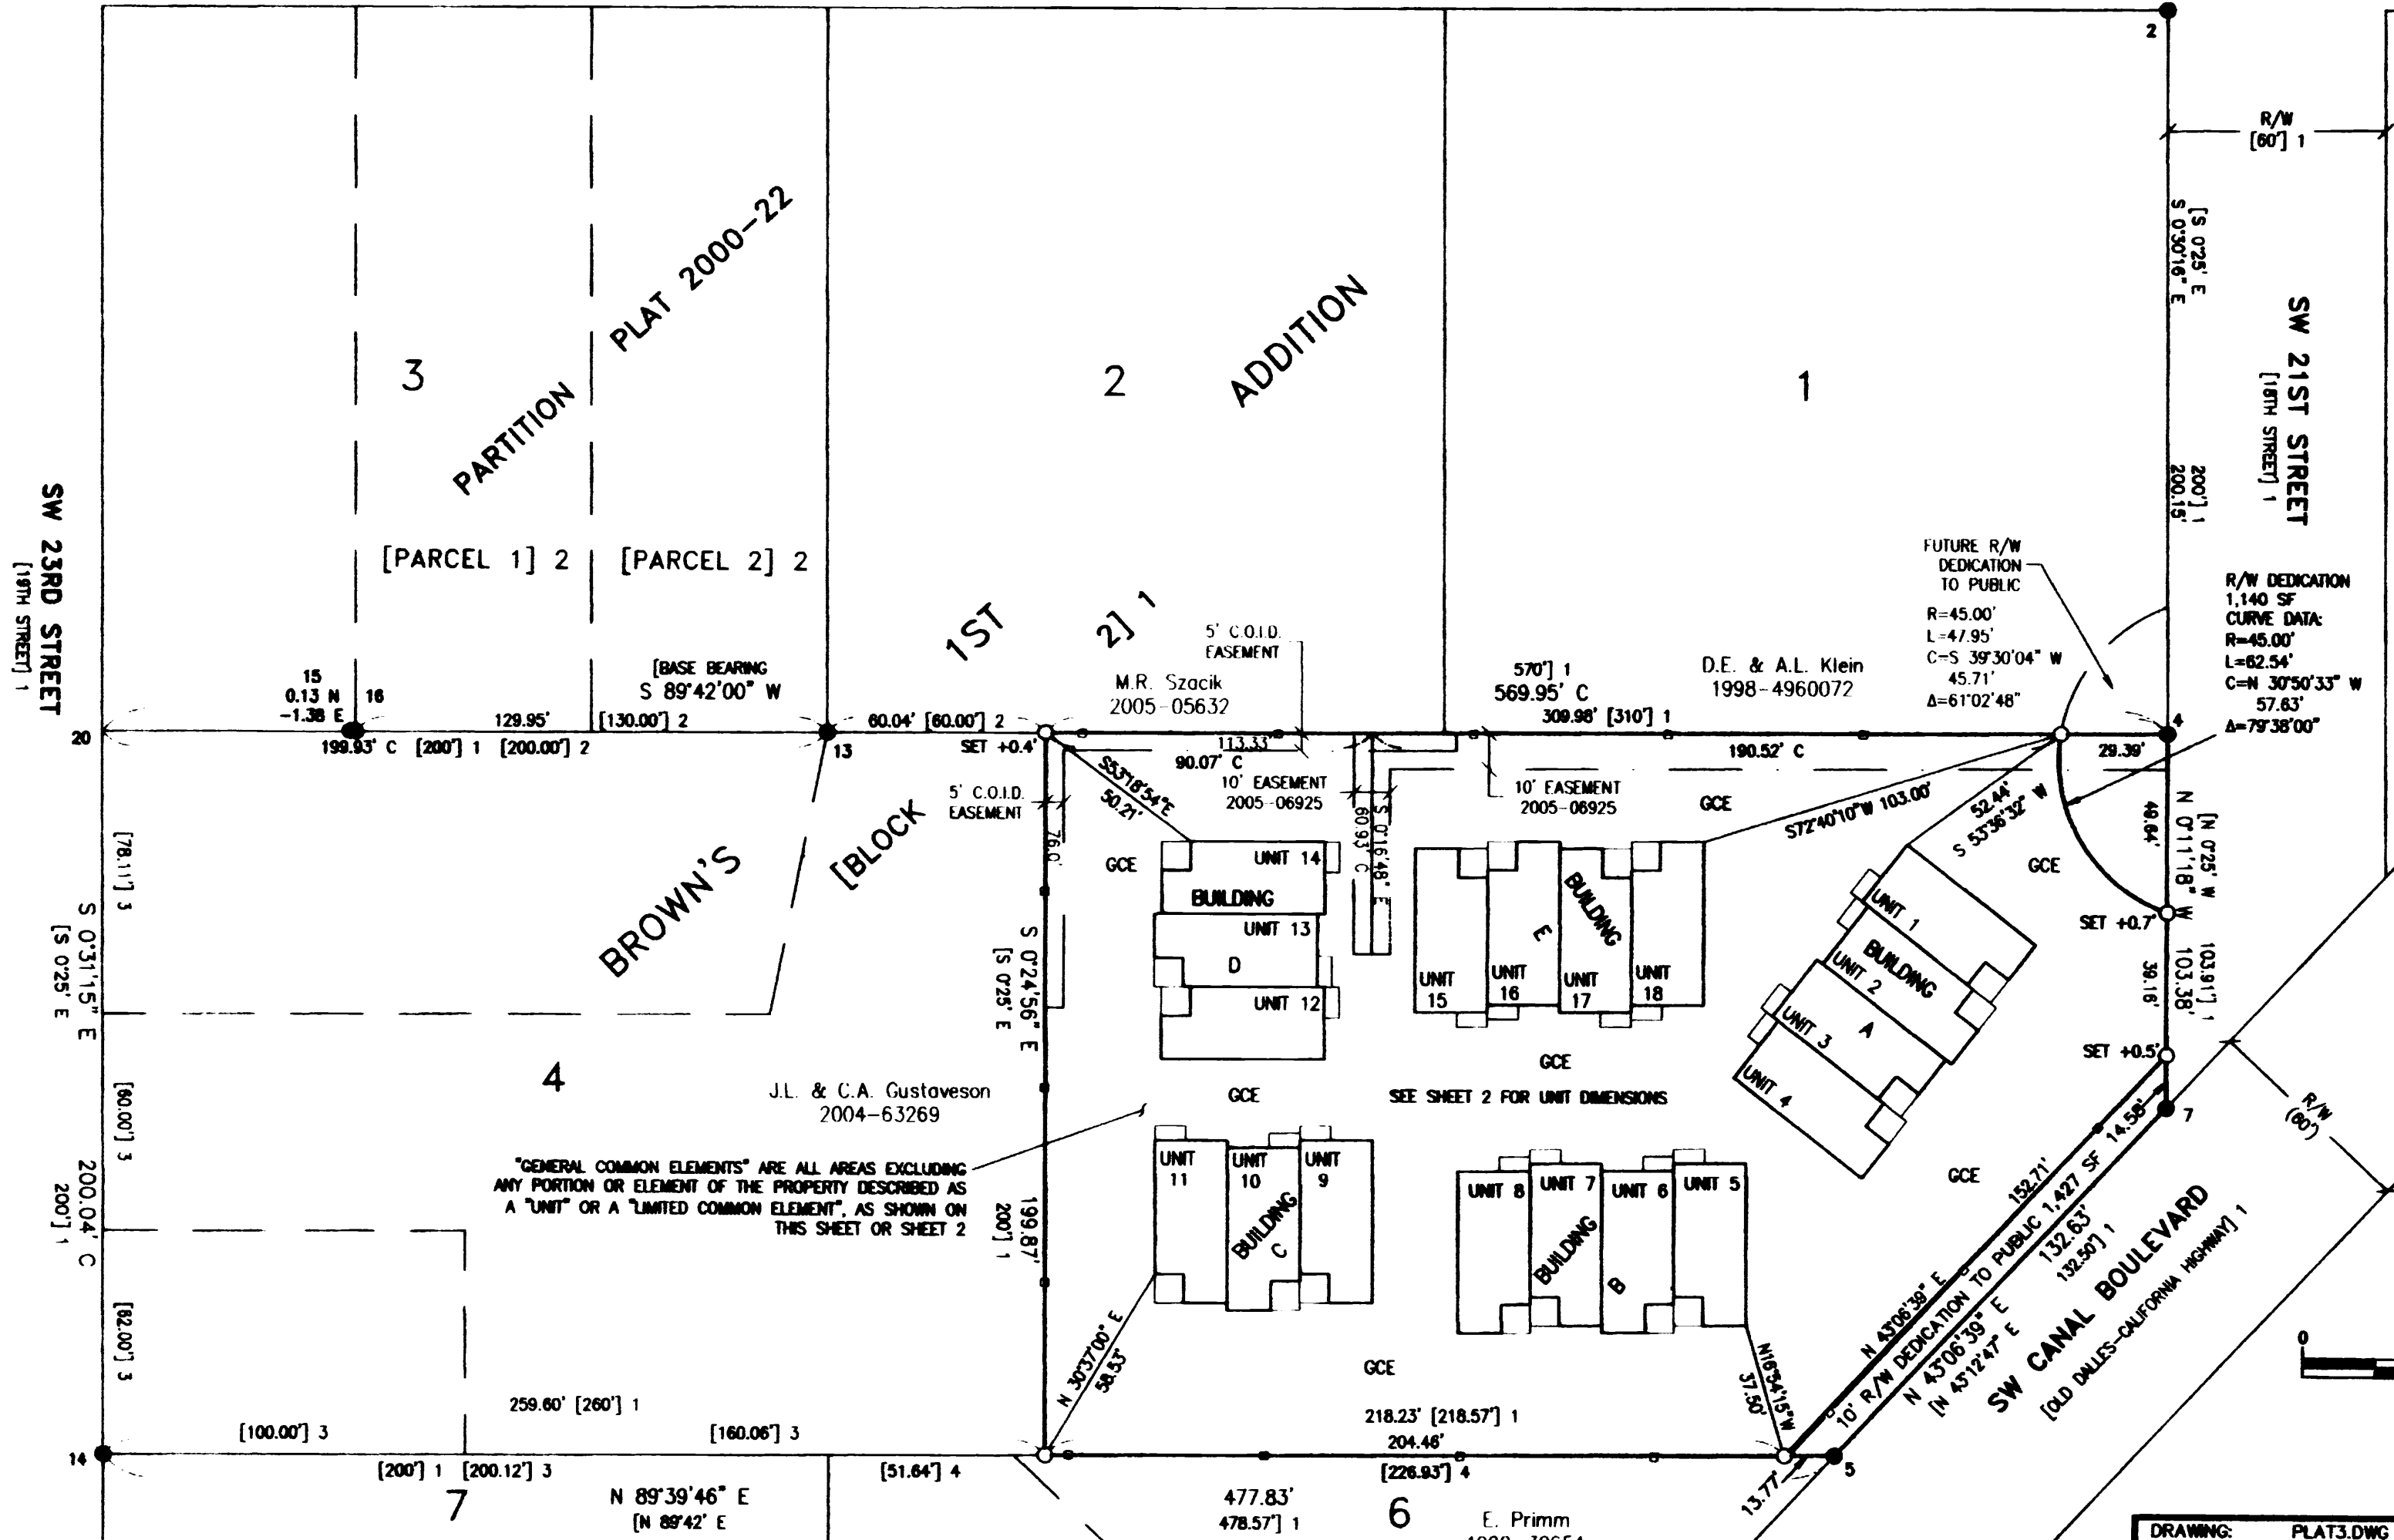 2
R/W
[60'] 1
[S 0°25' E
S 0°30'16" E
200'] 1
200.15'
SW 21ST STREET
[18TH STREET] 1
3
PARTITION PLAT 2000-22
2
ADDITION
1
[PARCEL 1] 2
[PARCEL 2] 2
SW 23RD STREET
[19TH STREET] 1
FUTURE R/W
DEDICATION
TO PUBLIC
R=45.00'
L=47.95'
C=S 39°30'04" W
45.71'
Δ=61°02'48"
R/W DEDICATION
1,140 SF
CURVE DATA:
R=45.00'
L=62.54'
C=N 30°50'33" W
57.63'
Δ=79°38'00"
1ST
2] 1
5' C.O.I.D.
EASEMENT
[BASE BEARING
S 89°42'00" W
M.R. Szacik
2005-05632
570'] 1
569.95' C
D.E. & A.L. Klein
1998-4960072
15
0.13 N
-1.38 E
16
129.95' [130.00'] 2
60.04' [60.00'] 2
309.98' [310'] 1
4
20
199.93' C [200'] 1 [200.00'] 2
13
SET +0.4'
113.33'
90.07' C
190.52' C
29.39'
5' C.O.I.D.
EASEMENT
S53°18'54"E
50.21'
10' EASEMENT
2005-06925
10' EASEMENT
2005-06925
GCE
S72°40'10"W 103.00'
52.44'
S 53°36'32" W
76.0'
60.93' C
S 0°16'48" E
49.64'
N 0°11'18" W
[N 0°25' W
103.38'
103.91'] 1
39.16'
BROWN'S
[BLOCK
[78.11'] 3
S 0°31'15" E
[S 0°25' E
GCE
UNIT 14
BUILDING
UNIT 13
D
UNIT 12
UNIT
15
UNIT
16
UNIT
17
UNIT
18
BUILDING
E
UNIT 1
UNIT 2
UNIT 3
UNIT 4
BUILDING
A
GCE
SET +0.7'
SET +0.5'
7
R/W
(60')
S 0°24'56" E
[S 0°25' E
199.87'
200'] 1
4
J.L. & C.A. Gustaveson
2004-63269
GCE
GCE
SEE SHEET 2 FOR UNIT DIMENSIONS
"GENERAL COMMON ELEMENTS" ARE ALL AREAS EXCLUDING
ANY PORTION OR ELEMENT OF THE PROPERTY DESCRIBED AS
A "UNIT" OR A "LIMITED COMMON ELEMENT", AS SHOWN ON
THIS SHEET OR SHEET 2
[60.00'] 3
200.04' C
200'] 1
[62.00'] 3
UNIT
11
UNIT
10
UNIT
9
BUILDING
C
UNIT 8
UNIT 7
UNIT 6
UNIT 5
BUILDING
B
GCE
14.58'
152.71'
N 43°06'39" E
10' R/W DEDICATION TO PUBLIC 1,427 SF
132.63'
132.50'] 1
N 43°06'39" E
[N 43°12'47" E
SW CANAL BOULEVARD
[OLD DALLES-CALIFORNIA HIGHWAY] 1
0
N 30°37'00" E
58.53'
GCE
N16°54'15"W
37.50'
259.60' [260'] 1
[100.00'] 3
[160.06'] 3
218.23' [218.57'] 1
204.46'
14
[200'] 1 [200.12'] 3
[51.64'] 4
[226.93'] 4
13.77'
5
7
N 89°39'46" E
[N 89°42' E
477.83'
478.57'] 1
6
E. Primm
DRAWING: PLAT3.DWG